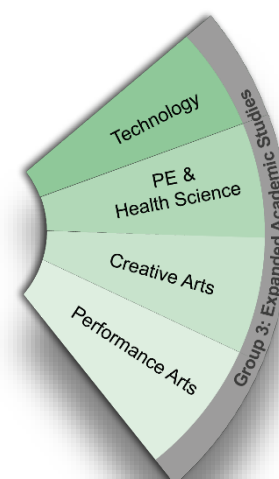 Technology
PE &
Health Science
Creative Arts
Performance Arts
Group 3: Expanded Academic Studies